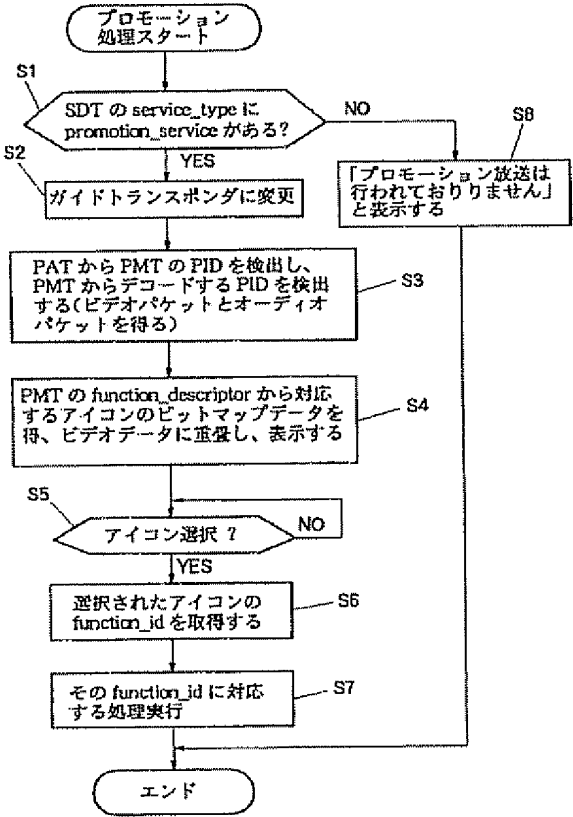 プロモーション
処理スタート
S1
SDT の service_type に
promotion_service がある?
NO
YES
S8
「プロモーション放送は
行われておりりません」
と表示する
S2
ガイドトランスポンダに変更
PAT から PMT の PID を検出し、
PMT からデコードする PID を検出
する(ビデオパケットとオーディオ
パケットを得る)
S3
PMT の function_descriptor から対応
するアイコンのビットマップデータを
得、ビデオデータに重畳し、表示する
S4
S5
アイコン選択 ?
NO
YES
選択されたアイコンの
function_id を取得する
S6
その function_id に対応
する処理実行
S7
エンド